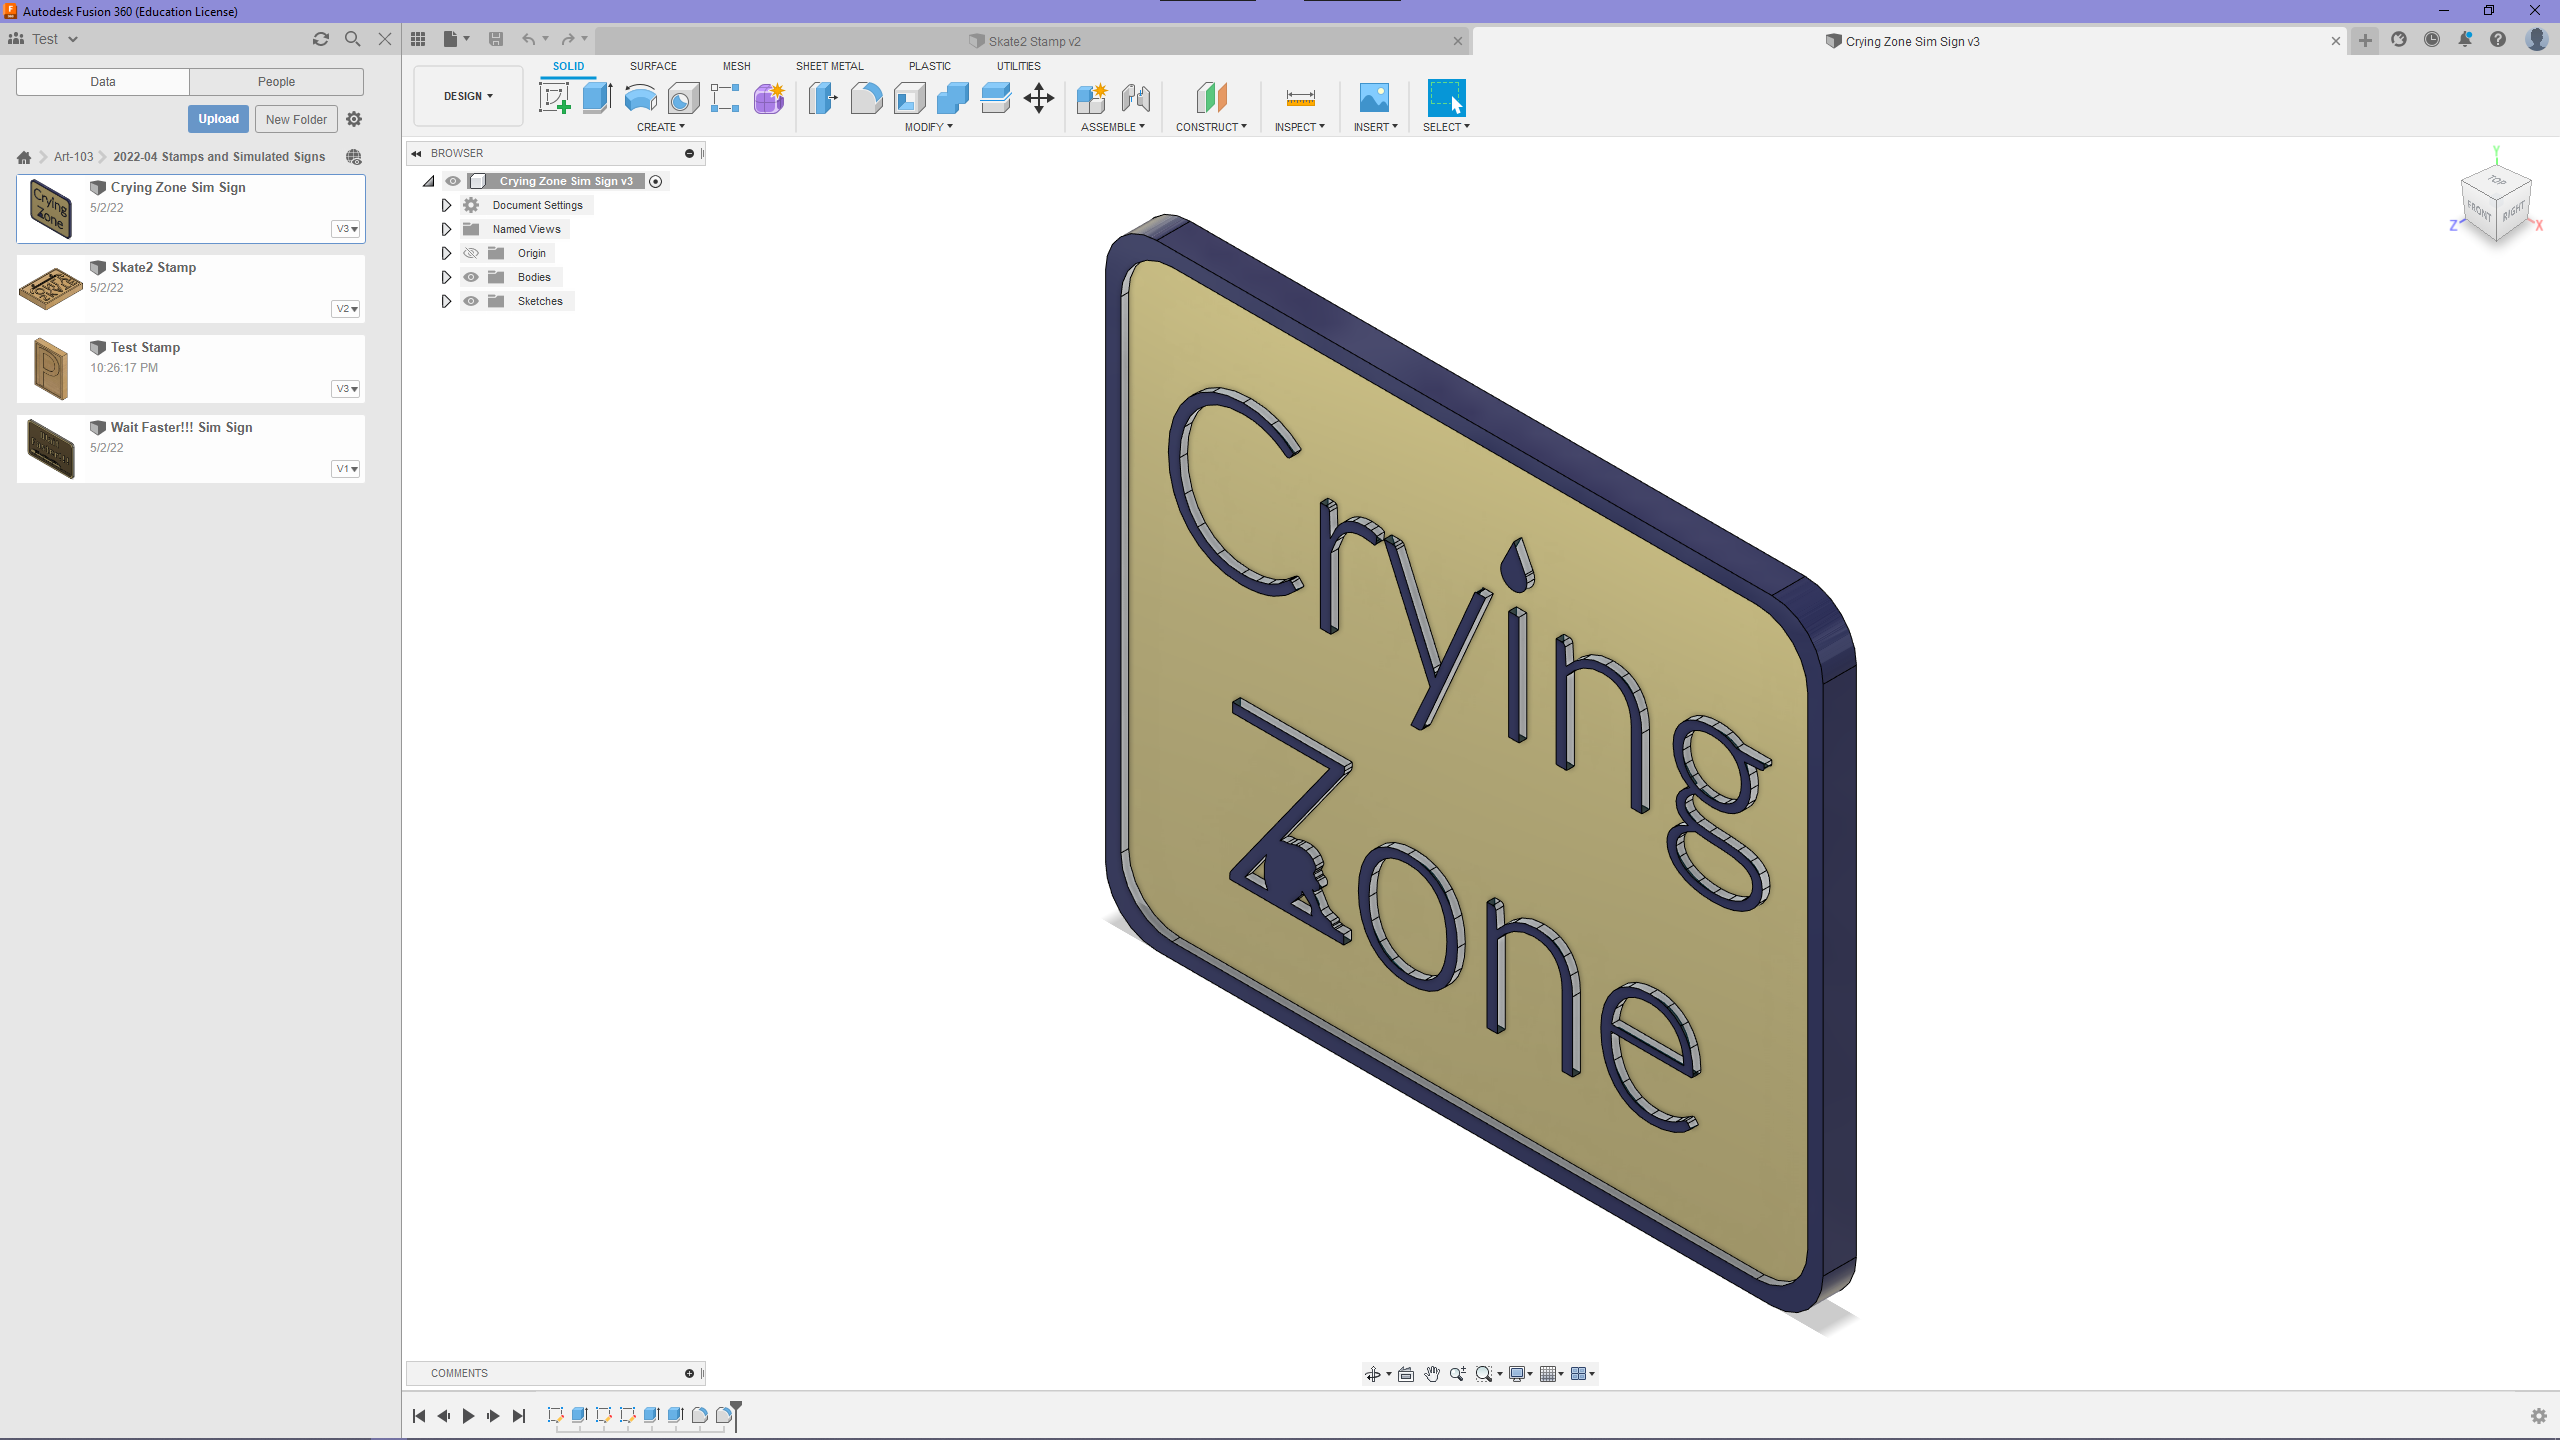 Autodesk Fusion 360 (Education License)
Test
Skate2 Stamp v2
Crying Zone Sim Sign v3
Data
People
Upload
New Folder
Art-103
2022-04 Stamps and Simulated Signs
Crying Zone Sim Sign
5/2/22
V3
Skate2 Stamp
5/2/22
V2
Test Stamp
10:26:17 PM
V3
Wait Faster!!! Sim Sign
5/2/22
V1
DESIGN
SOLID
SURFACE
MESH
SHEET METAL
PLASTIC
UTILITIES
CREATE
MODIFY
ASSEMBLE
CONSTRUCT
INSPECT
INSERT
SELECT
BROWSER
Crying Zone Sim Sign v3
Document Settings
Named Views
Origin
Bodies
Sketches
Y
TOP
FRONT
RIGHT
Z
X
Crying
Zone
COMMENTS